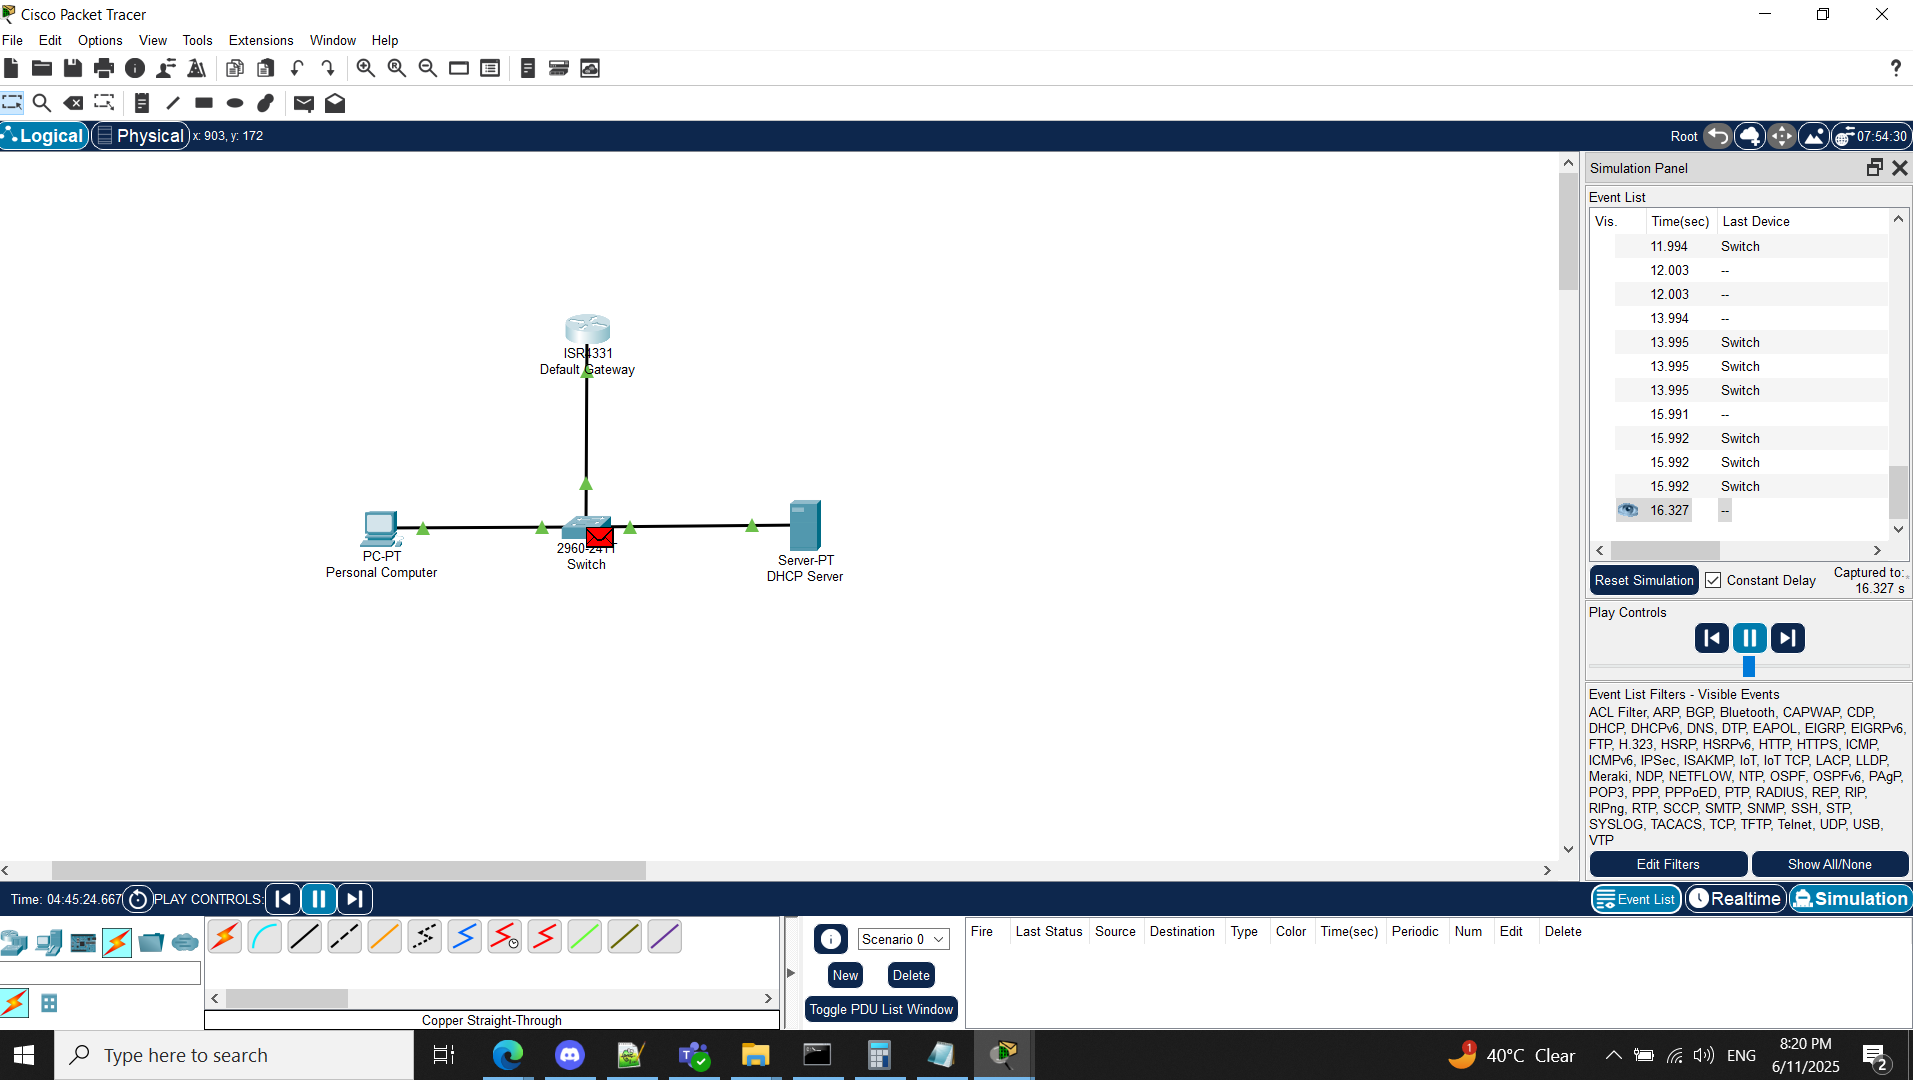 Cisco Packet Tracer
File Edit Options View Tools Extensions Window Help
?
Logical Physical x: 903, y: 172 Root 07:54:30
Simulation Panel
Event List
Vis. Time(sec) Last Device
11.994 Switch
12.003 --
12.003 --
13.994 --
13.995 Switch
13.995 Switch
13.995 Switch
15.991 --
15.992 Switch
15.992 Switch
15.992 Switch
16.327 --
ISR4331
Default Gateway
PC-PT
Personal Computer
2960-24TT
Switch
Server-PT
DHCP Server
Reset Simulation Constant Delay Captured to:
16.327 s
Play Controls
Event List Filters - Visible Events
ACL Filter, ARP, BGP, Bluetooth, CAPWAP, CDP,
DHCP, DHCPv6, DNS, DTP, EAPOL, EIGRP, EIGRPv6,
FTP, H.323, HSRP, HSRPv6, HTTP, HTTPS, ICMP,
ICMPv6, IPSec, ISAKMP, IoT, IoT TCP, LACP, LLDP,
Meraki, NDP, NETFLOW, NTP, OSPF, OSPFv6, PAgP,
POP3, PPP, PPPoED, PTP, RADIUS, REP, RIP,
RIPng, RTP, SCCP, SMTP, SNMP, SSH, STP,
SYSLOG, TACACS, TCP, TFTP, Telnet, UDP, USB,
VTP
Edit Filters Show All/None
Time: 04:45:24.667 PLAY CONTROLS: Event List Realtime Simulation
Scenario 0
New Delete
Toggle PDU List Window
Fire Last Status Source Destination Type Color Time(sec) Periodic Num Edit Delete
Copper Straight-Through
Type here to search
1
40°C Clear
ENG
8:20 PM
6/11/2025
2